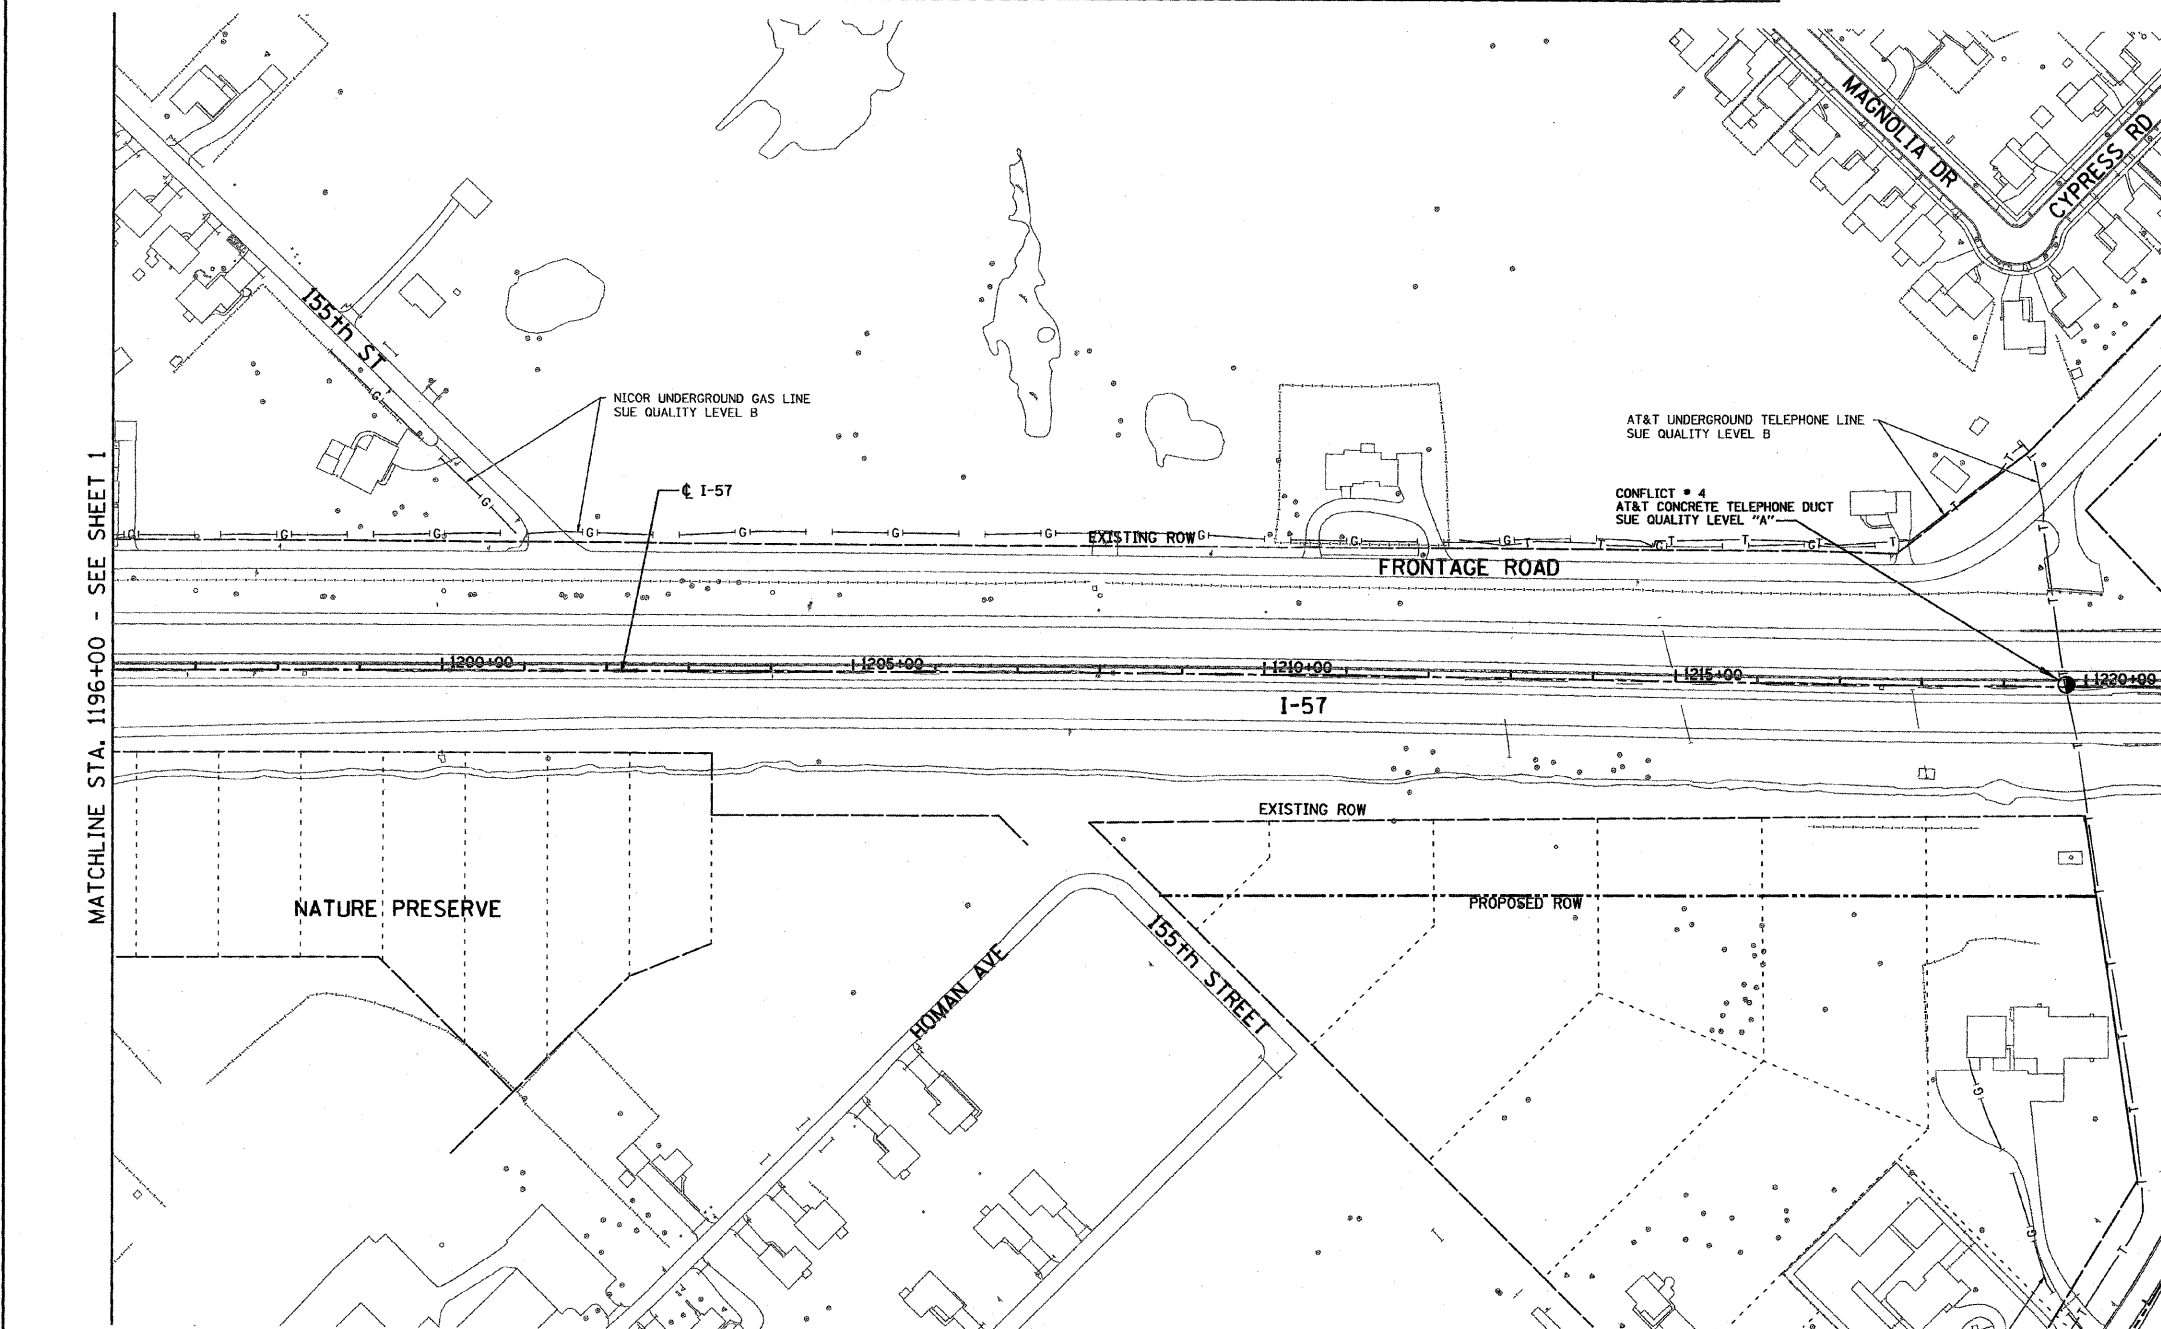 MAGNOLIA DR
CYPRESS RD
155th ST
NICOR UNDERGROUND GAS LINE
SUE QUALITY LEVEL B
AT&T UNDERGROUND TELEPHONE LINE
SUE QUALITY LEVEL B
℄ I-57
CONFLICT # 4
AT&T CONCRETE TELEPHONE DUCT
SUE QUALITY LEVEL "A"
MATCHLINE STA. 1196+00 - SEE SHEET 1
EXISTING ROW
FRONTAGE ROAD
1200+00
1205+00
1210+00
1215+00
1220+00
I-57
EXISTING ROW
NATURE PRESERVE
PROPOSED ROW
HOMAN AVE
155th STREET